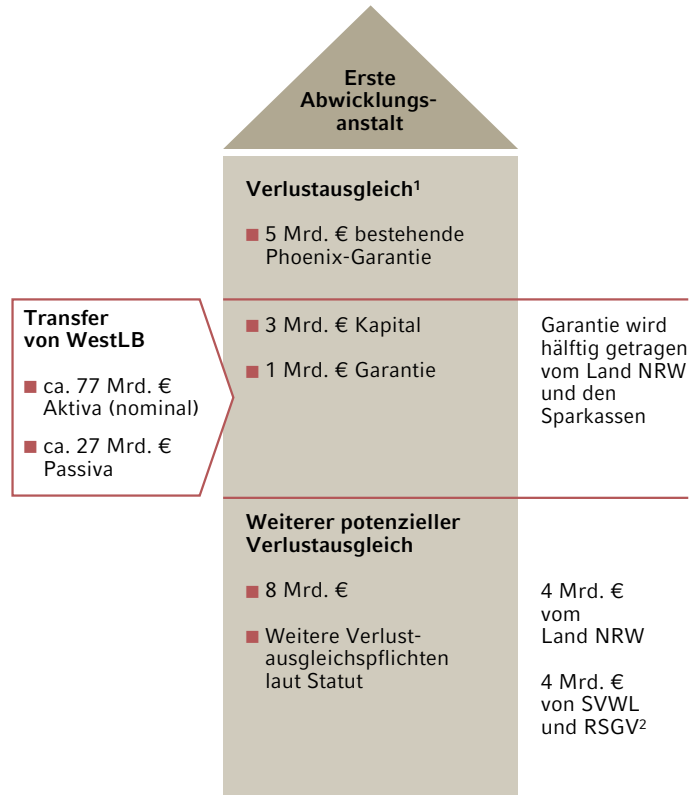 Erste
Abwicklungs-
anstalt
Verlustausgleich¹
■ 5 Mrd. € bestehende
Phoenix-Garantie
Transfer
von WestLB
■ ca. 77 Mrd. €
Aktiva (nominal)
■ ca. 27 Mrd. €
Passiva
■ 3 Mrd. € Kapital
■ 1 Mrd. € Garantie
Garantie wird
hälftig getragen
vom Land NRW
und den
Sparkassen
Weiterer potenzieller
Verlustausgleich
■ 8 Mrd. €
■ Weitere Verlust-
ausgleichspflichten
laut Statut
4 Mrd. €
vom
Land NRW
4 Mrd. €
von SVWL
und RSGV²